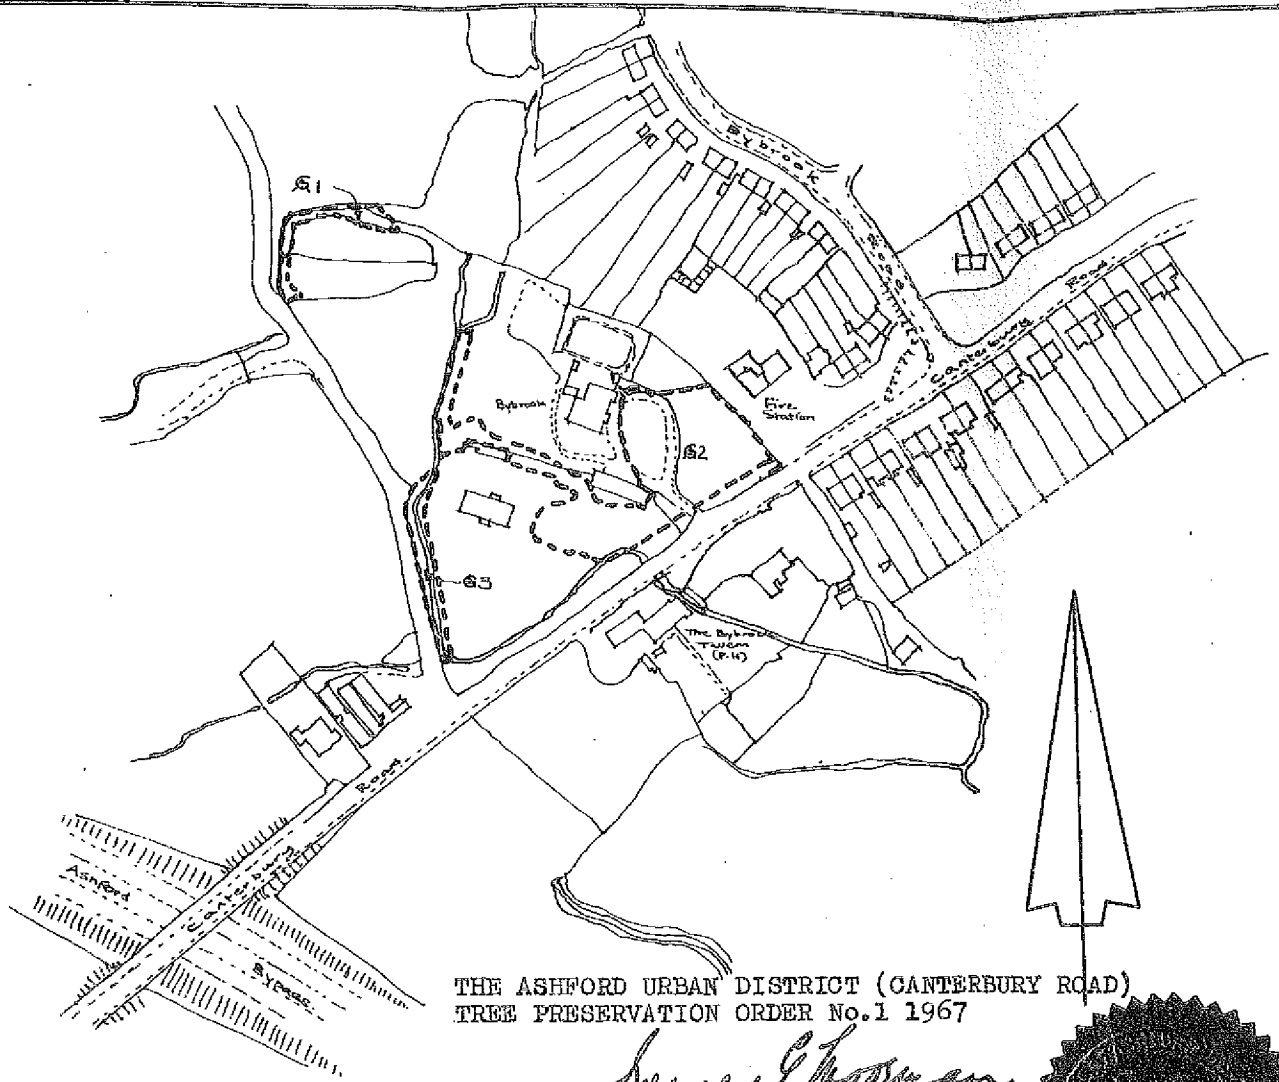 Bybrook
G1
Road
Canterbury Road
Bybrook
Fire
Station
G2
G3
The Bybrook
Tavern
(P.H)
Road
Canterbury
Ashford
Bypass
THE ASHFORD URBAN DISTRICT (CANTERBURY ROAD)
TREE PRESERVATION ORDER No.1 1967